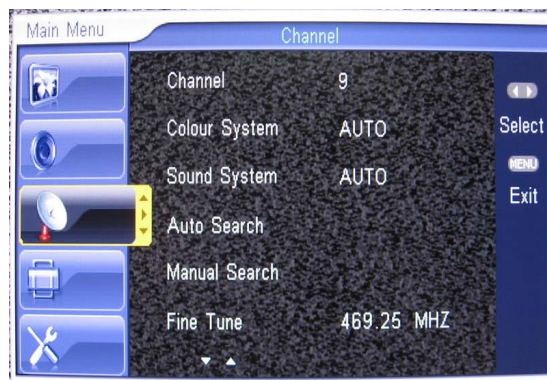 Main Menu
Channel
Channel 9
Colour System AUTO
Sound System AUTO
Auto Search
Manual Search
Fine Tune 469.25 MHZ
Select
MENU
Exit